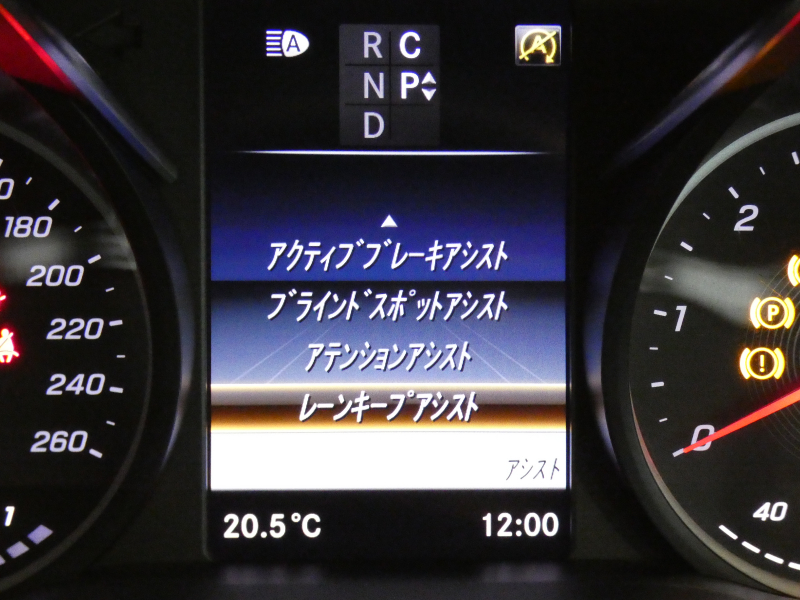 A
R C
A
N P
D
アクティブブレーキアシスト
ブラインドスポットアシスト
アテンションアシスト
レーンキープアシスト
アシスト
20.5°C
12:00
180
200
220
240
260
2
1
0
P
!
40
1